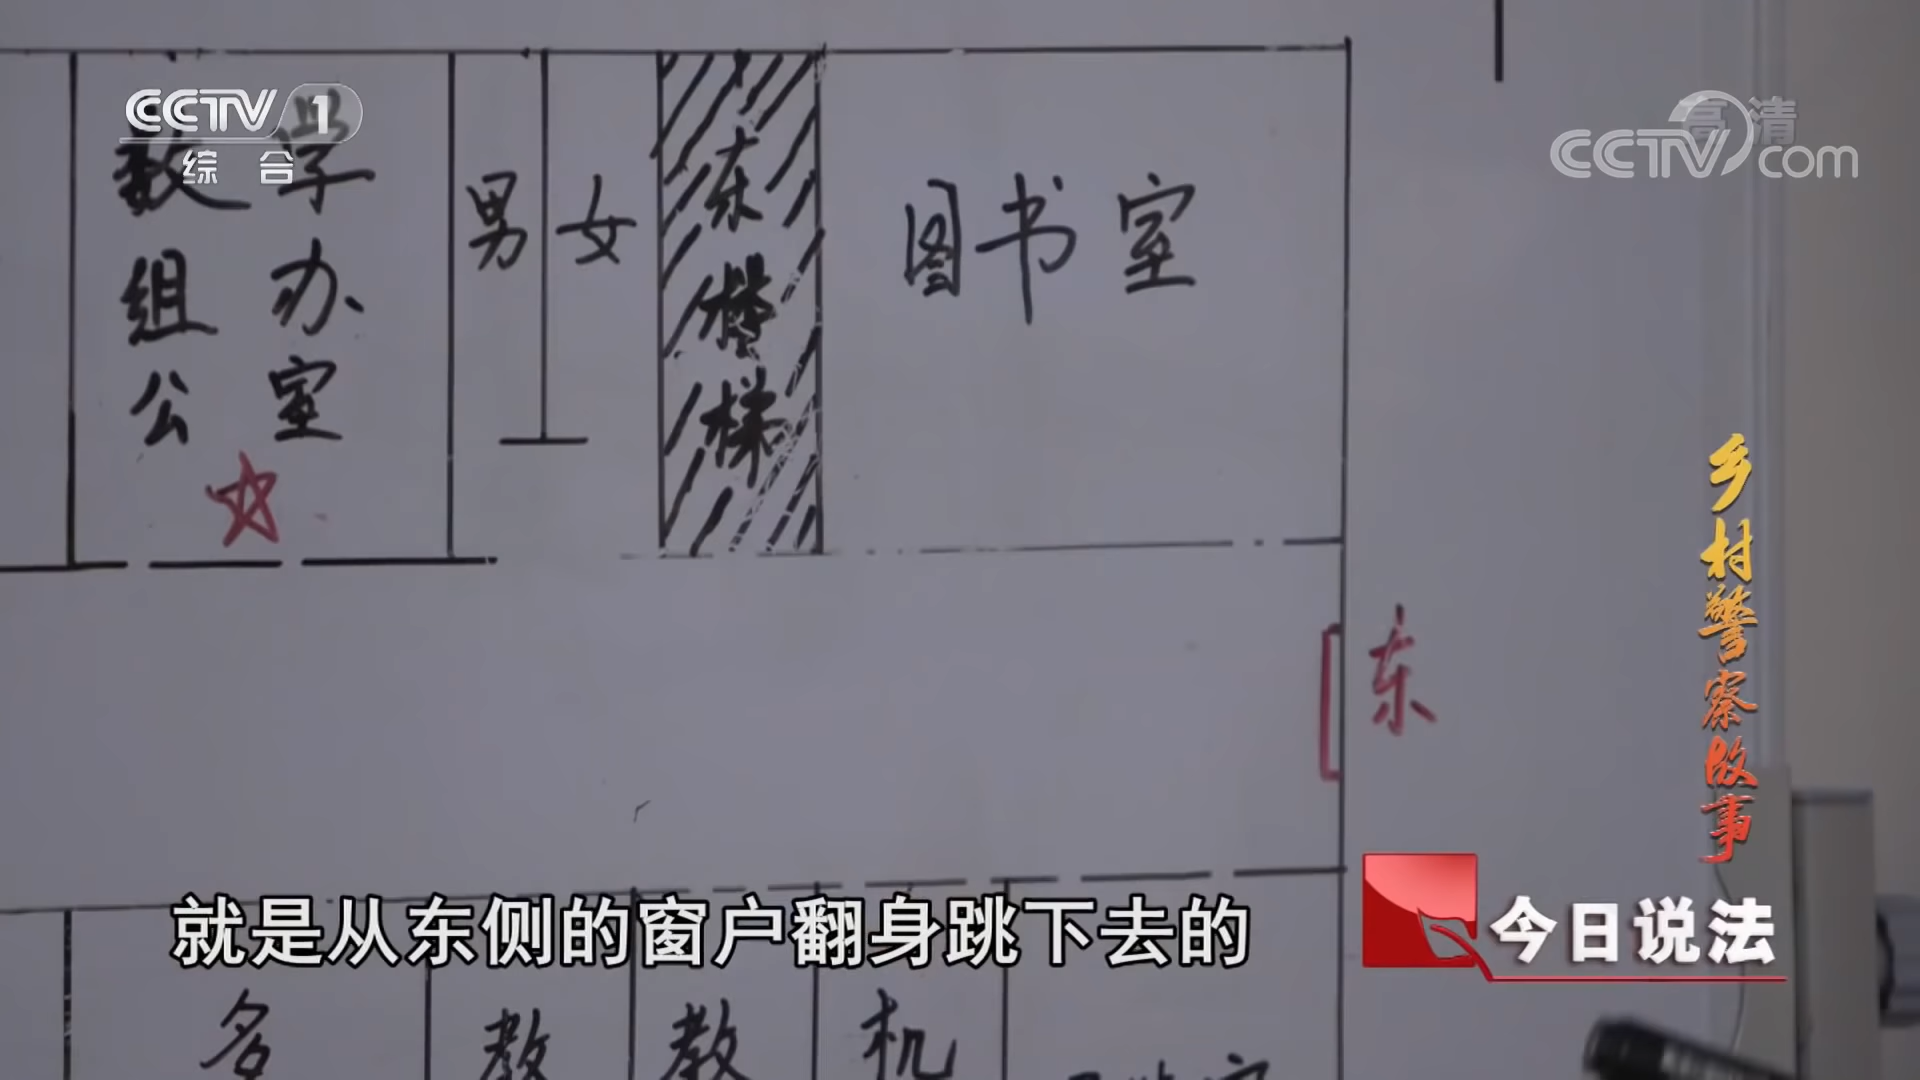 CCTV 1
综合
高清
CCTV com
数学
组办
公室
男
女
东楼梯
图书室
东
乡村警察故事
就是从东侧的窗户翻身跳下去的
今日说法
名
教
教
机